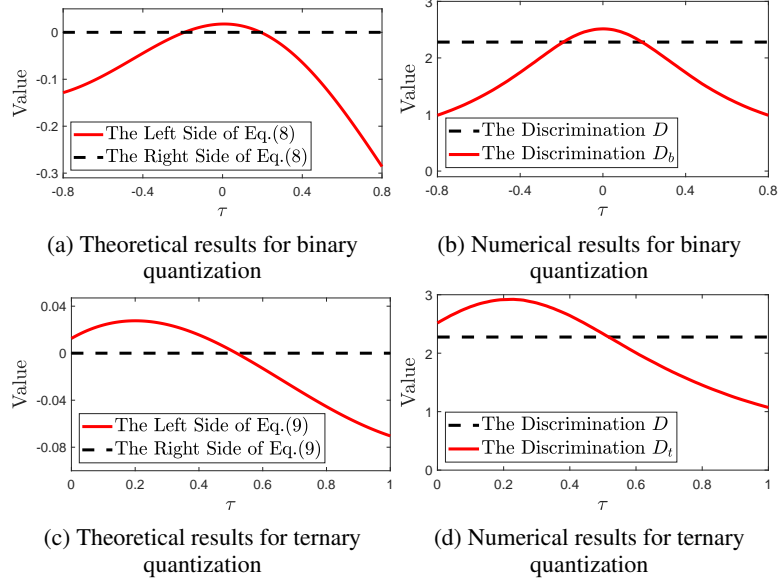 0
-0.1
-0.2
-0.3
Value
The Left Side of Eq.(8)
The Right Side of Eq.(8)
-0.8 -0.4 0 0.4 0.8
τ
(a) Theoretical results for binary
quantization
3
2
1
0
Value
The Discrimination D
The Discrimination D_b
-0.8 -0.4 0 0.4 0.8
τ
(b) Numerical results for binary
quantization
0.04
0
-0.04
-0.08
Value
The Left Side of Eq.(9)
The Right Side of Eq.(9)
0 0.2 0.4 0.6 0.8 1
τ
(c) Theoretical results for ternary
quantization
3
2
1
0
Value
The Discrimination D
The Discrimination D_t
0 0.2 0.4 0.6 0.8 1
τ
(d) Numerical results for ternary
quantization